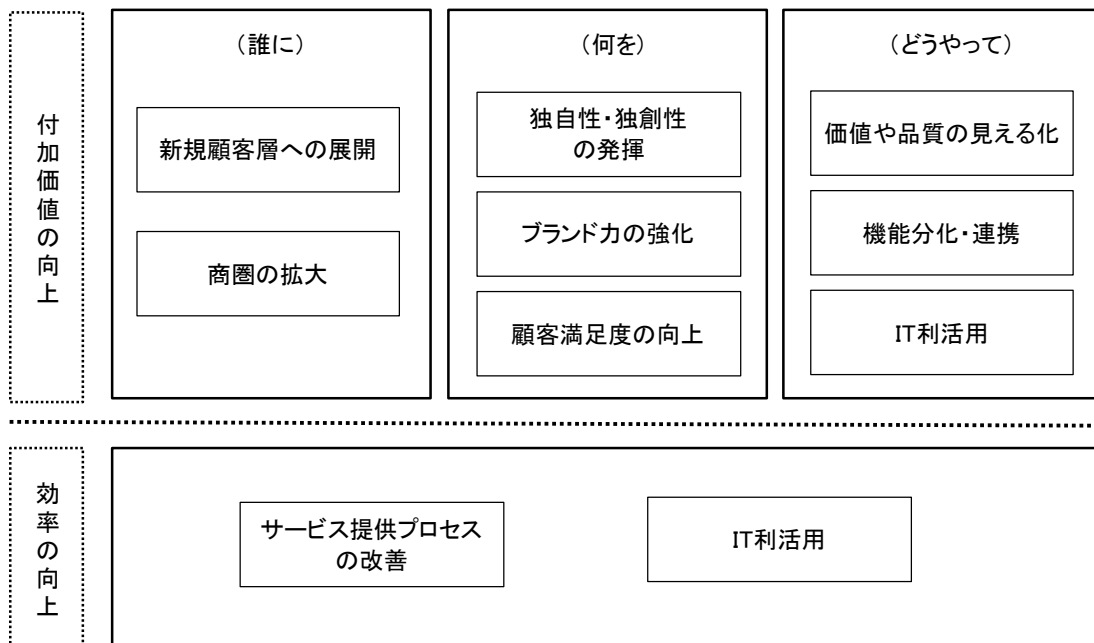 付加価値の向上
(誰に)
新規顧客層への展開
商圏の拡大
(何を)
独自性・独創性
の発揮
ブランド力の強化
顧客満足度の向上
(どうやって)
価値や品質の見える化
機能分化・連携
IT利活用
効率の向上
サービス提供プロセス
の改善
IT利活用